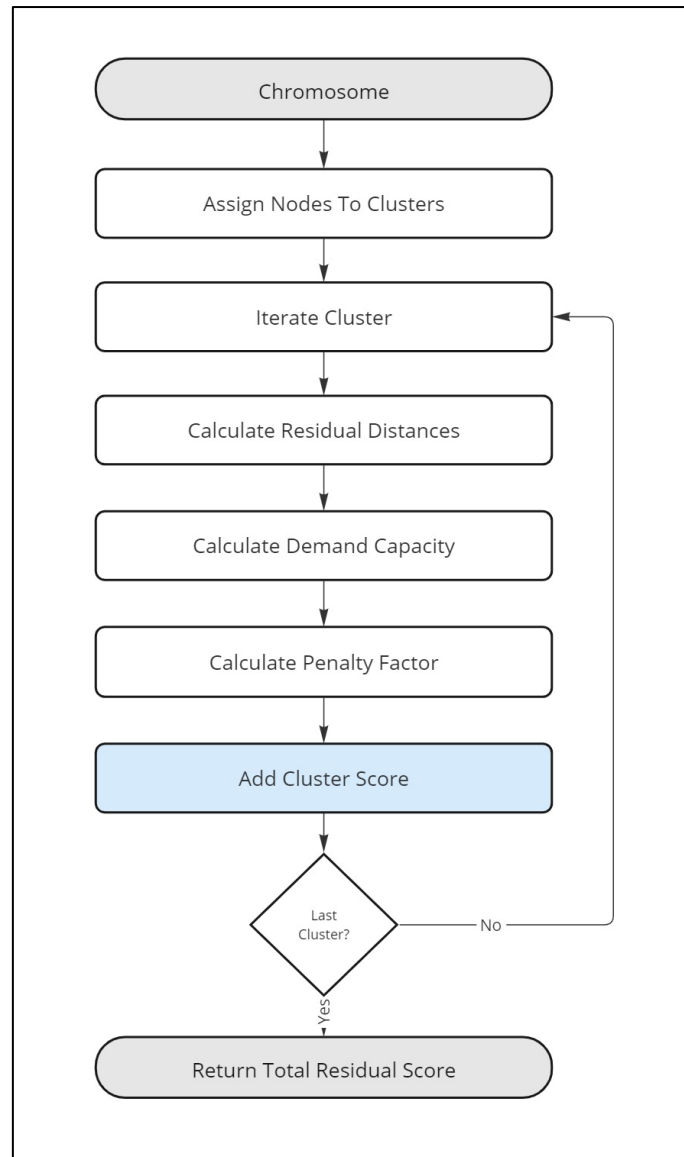 Chromosome
Assign Nodes To Clusters
Iterate Cluster
Calculate Residual Distances
Calculate Demand Capacity
Calculate Penalty Factor
Add Cluster Score
Last
Cluster?
No
Yes
Return Total Residual Score